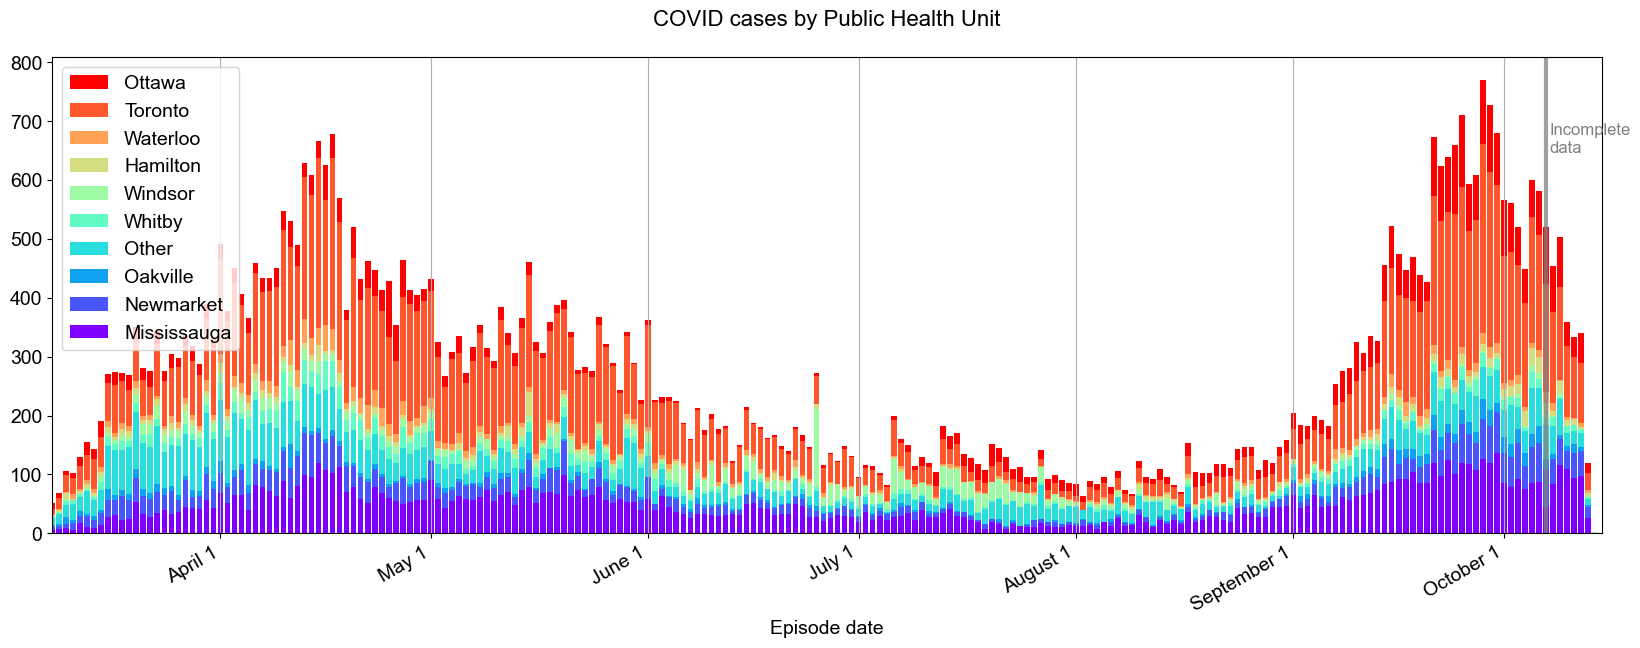 COVID cases by Public Health Unit
800
700
600
500
400
300
200
100
0
Ottawa
Toronto
Waterloo
Hamilton
Windsor
Whitby
Other
Oakville
Newmarket
Mississauga
Incomplete
data
April 1
May 1
June 1
July 1
August 1
September 1
October 1
Episode date